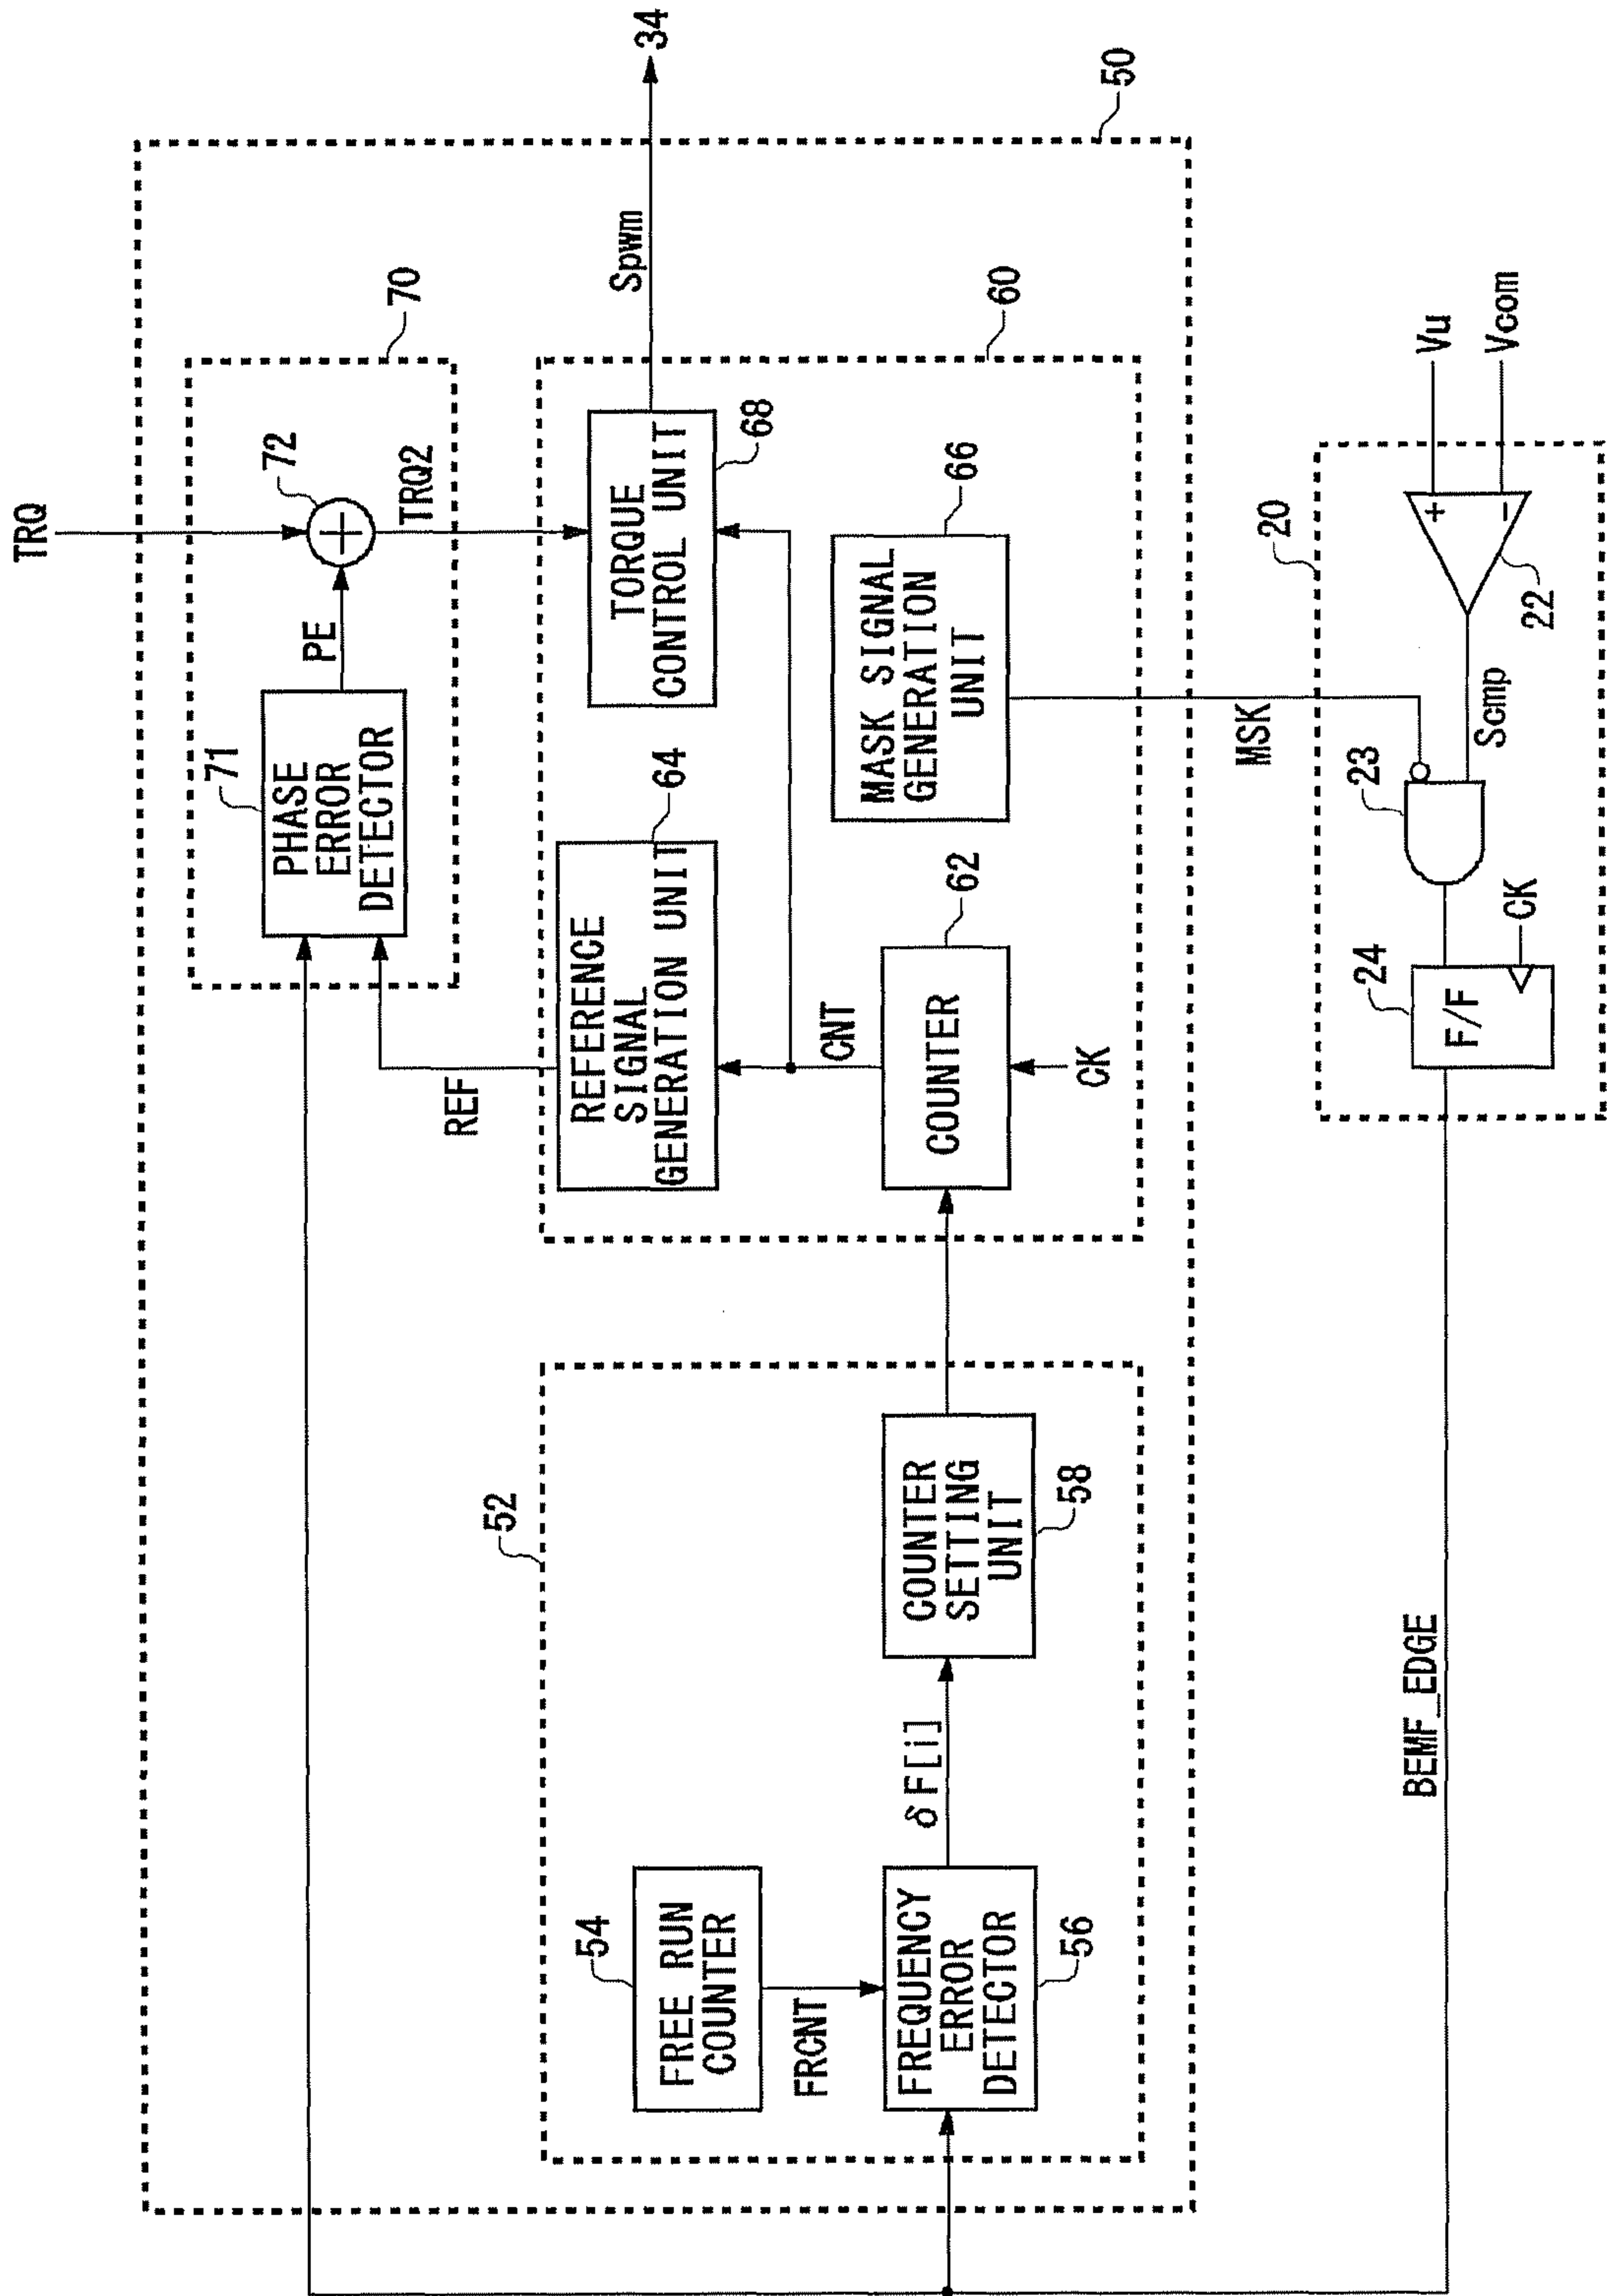 TRQ
70
71
PHASE
ERROR
DETECTOR
PE
72
TRQ2
REF
64
REFERENCE
SIGNAL
GENERATION UNIT
TORQUE
CONTROL UNIT
68
Spwm
34
50
60
CNT
62
COUNTER
CK
66
MASK SIGNAL
GENERATION
UNIT
MSK
52
54
FREE RUN
COUNTER
FRCNT
FREQUENCY
ERROR
DETECTOR
56
δF[i]
COUNTER
SETTING
UNIT
58
BEMF_EDGE
20
24
F/F
CK
23
Scmp
22
+
-
Vu
Vcom